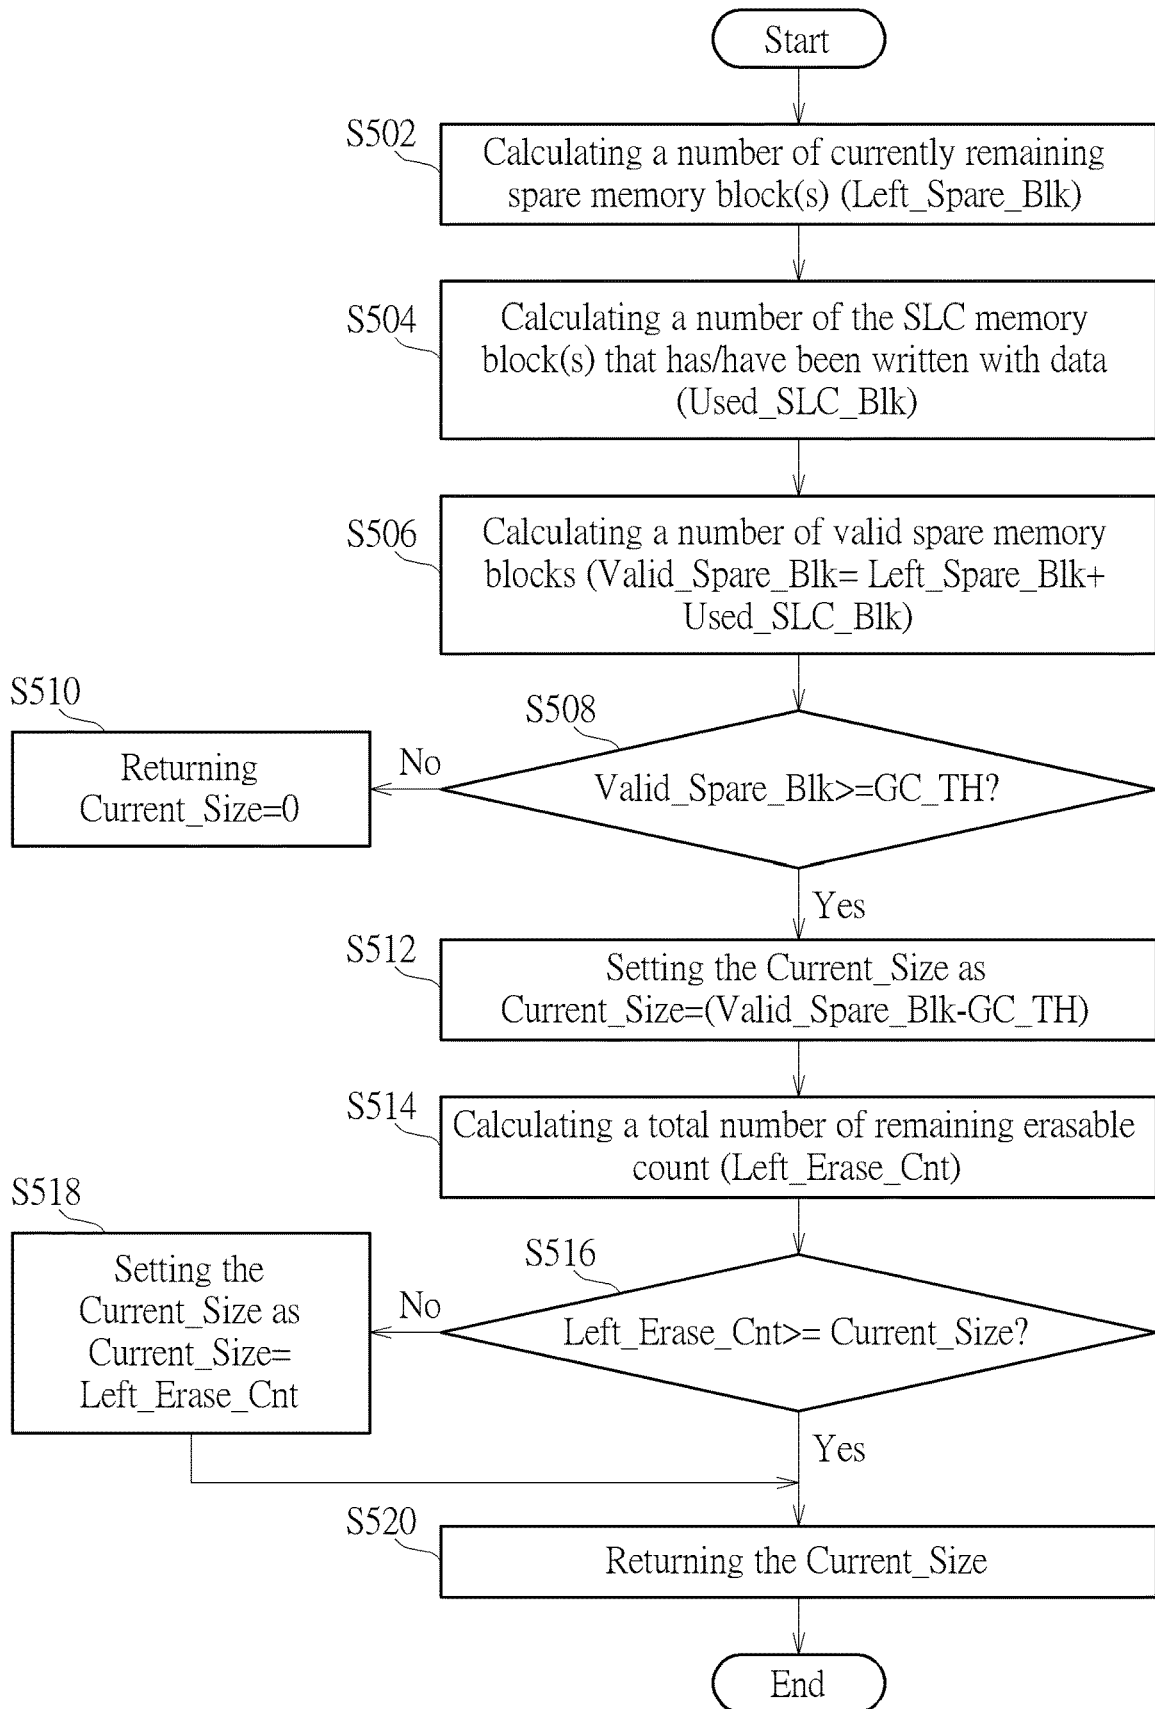 Start
S502
Calculating a number of currently remaining
spare memory block(s) (Left_Spare_Blk)
S504
Calculating a number of the SLC memory
block(s) that has/have been written with data
(Used_SLC_Blk)
S506
Calculating a number of valid spare memory
blocks (Valid_Spare_Blk= Left_Spare_Blk+
Used_SLC_Blk)
S508
Valid_Spare_Blk>=GC_TH?
No
S510
Returning
Current_Size=0
Yes
S512
Setting the Current_Size as
Current_Size=(Valid_Spare_Blk-GC_TH)
S514
Calculating a total number of remaining erasable
count (Left_Erase_Cnt)
S516
Left_Erase_Cnt>= Current_Size?
No
S518
Setting the
Current_Size as
Current_Size=
Left_Erase_Cnt
Yes
S520
Returning the Current_Size
End